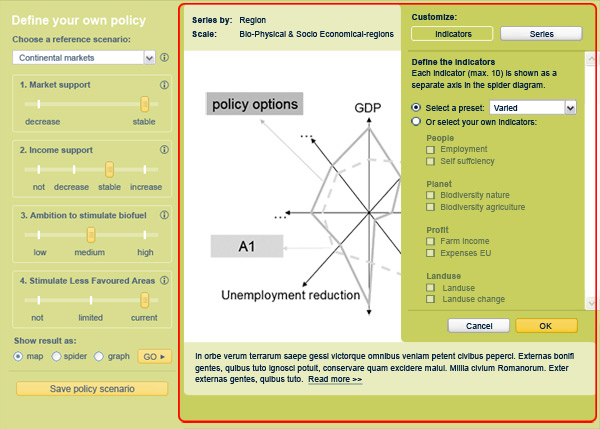 Define your own policy
Choose a reference scenario:
Continental markets
1. Market support
decrease stable
2. Income support
not decrease stable increase
3. Ambition to stimulate biofuel
low medium high
4. Stimulate Less Favoured Areas
not limited current
Show result as:
map spider graph GO ►
Save policy scenario
Series by: Region
Scale: Bio-Physical & Socio Economical-regions
policy options
GDP
...
...
A1
Unemployment reduction
Customize:
Indicators Series
Define the indicators
Each indicator (max. 10) is shown as a
separate axis in the spider diagram.
Select a preset: Varied
Or select your own indicators:
People
Employment
Self suffciency
Planet
Biodiversity nature
Biodiversity agriculture
Profit
Farm income
Expenses EU
Landuse
Landuse
Landuse change
Cancel OK
In orbe verum terrarum saepe gessi victorque omnibus veniam petent civibus peperci. Externas bonifi
gentes, quibus tuto ignosci potuit, conservare quam excidere malui. Millia civium Romanorum. Exter
externas gentes, quibus tuto. Read more >>